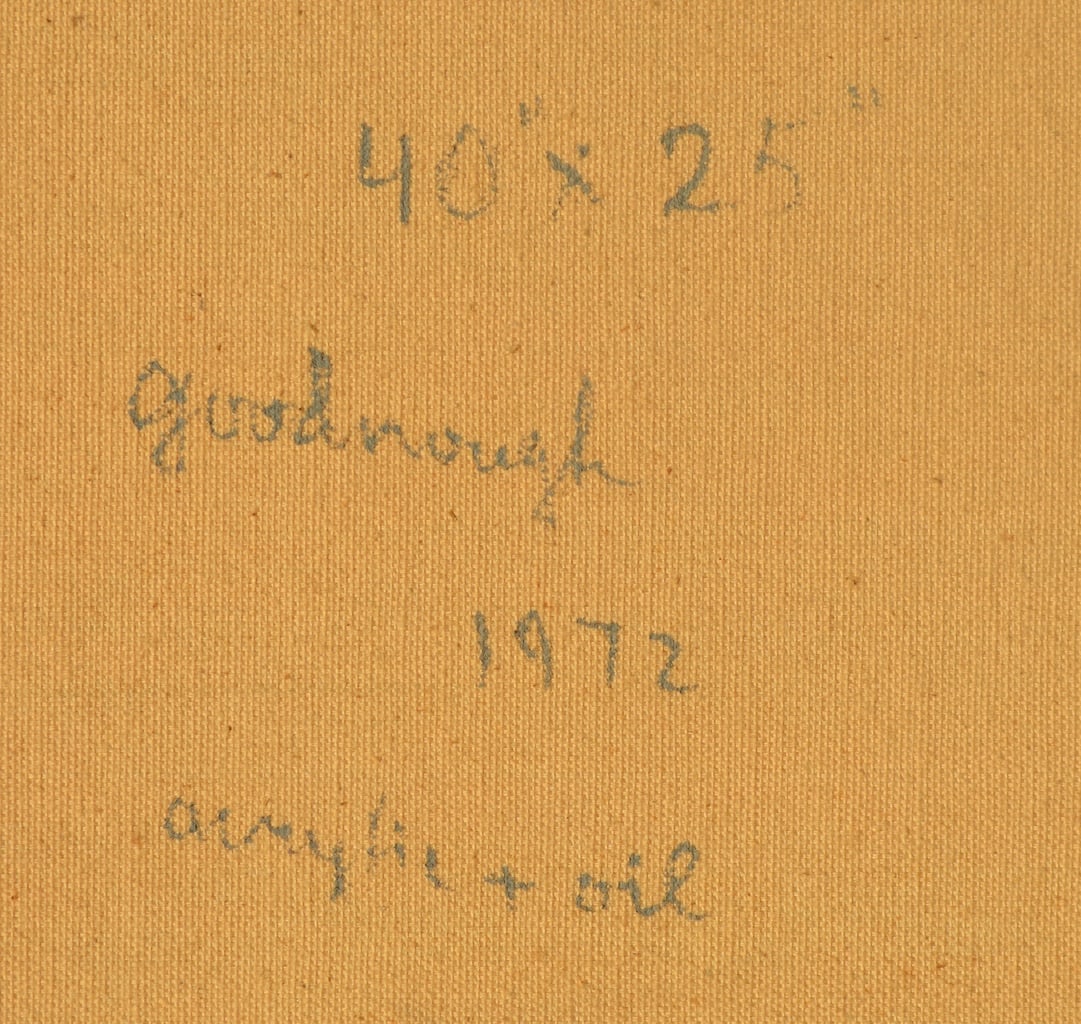 40" x 25"
goodnough
1972
acrylic + oil